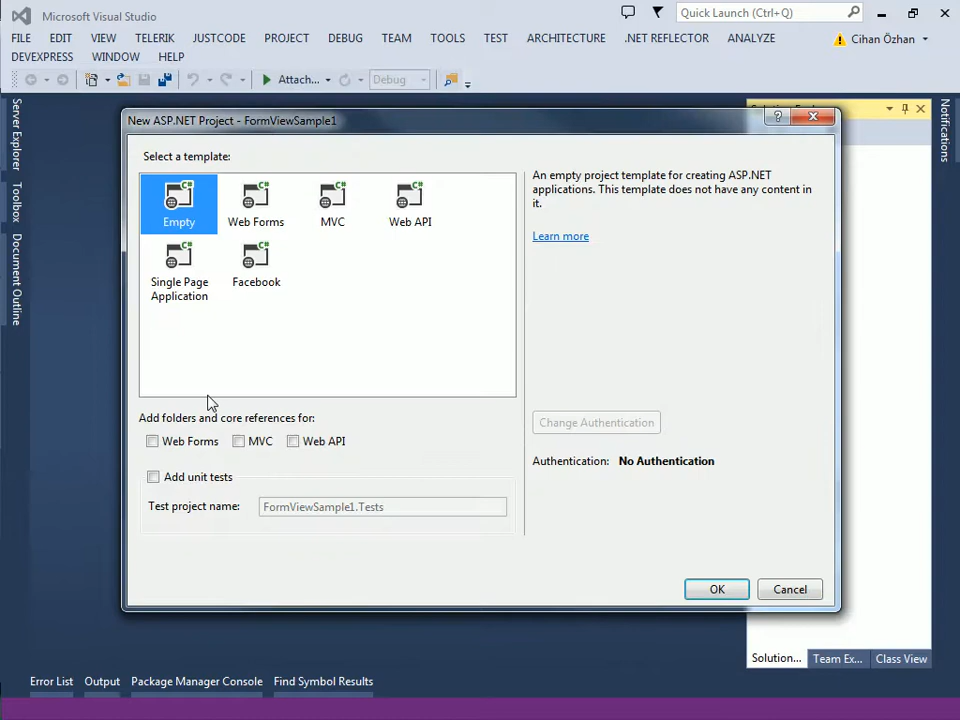 Microsoft Visual Studio
Quick Launch (Ctrl+Q)
FILE EDIT VIEW TELERIK JUSTCODE PROJECT DEBUG TEAM TOOLS TEST ARCHITECTURE .NET REFLECTOR ANALYZE
Cihan Özhan
DEVEXPRESS WINDOW HELP
Attach...
Debug
Server Explorer
Toolbox
Document Outline
Notifications
New ASP.NET Project - FormViewSample1
Select a template:
C# Empty
C# Web Forms
C# MVC
C# Web API
C# Single Page
Application
C# Facebook
An empty project template for creating ASP.NET
applications. This template does not have any content in
it.
Learn more
Add folders and core references for:
Web Forms MVC Web API
Add unit tests
Test project name: FormViewSample1.Tests
Change Authentication
Authentication: No Authentication
OK Cancel
Solution... Team Ex... Class View
Error List Output Package Manager Console Find Symbol Results